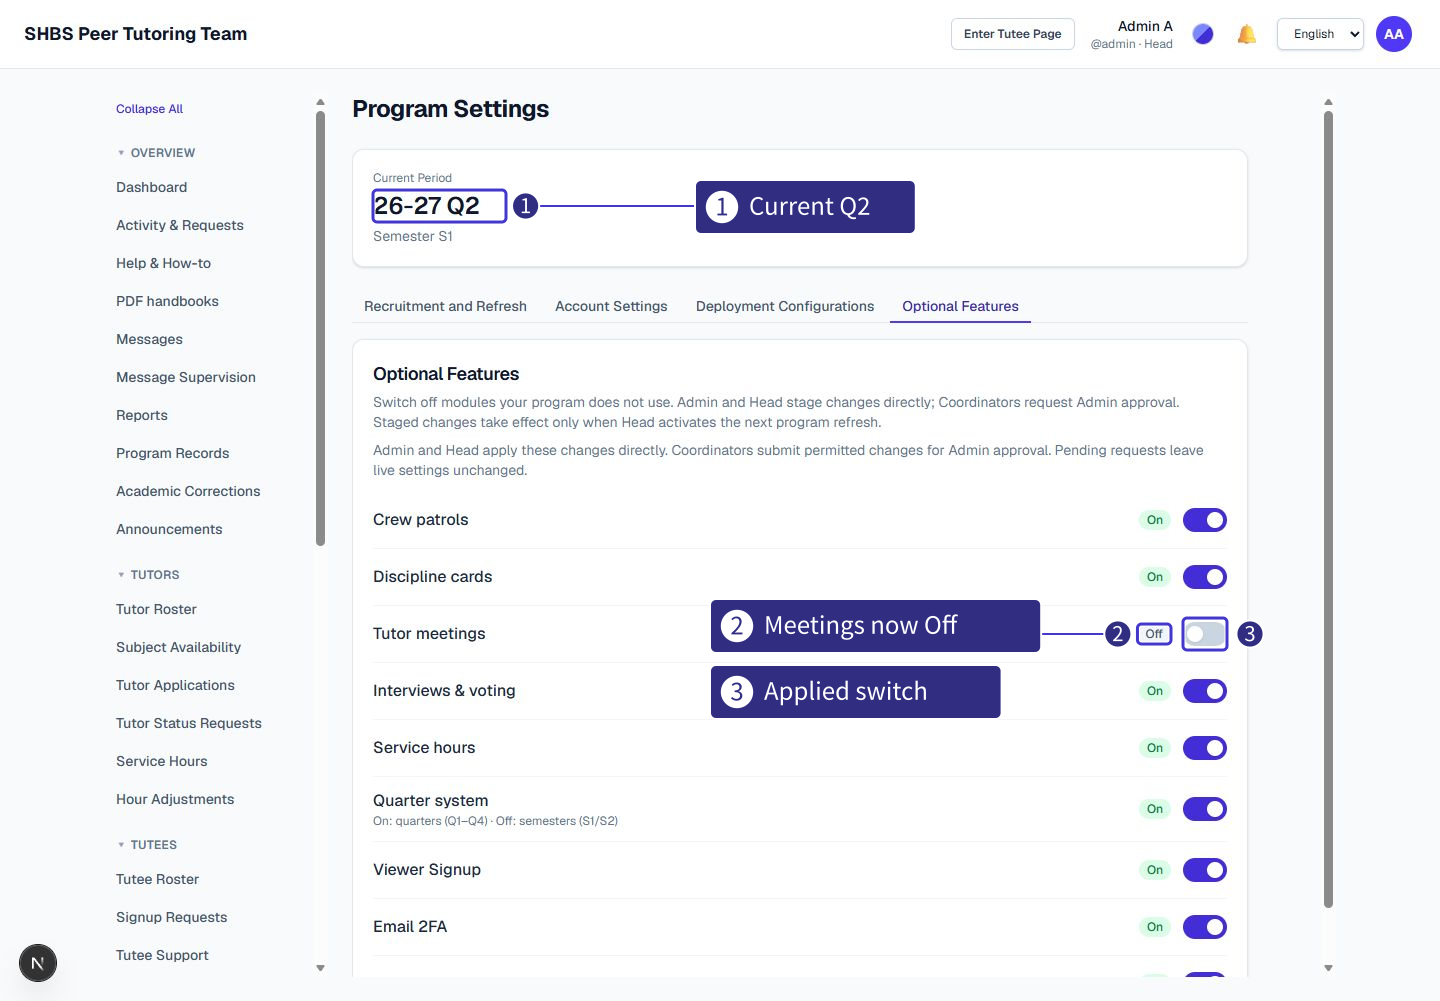 SHBS Peer Tutoring Team
Enter Tutee Page
Admin A
@admin · Head
English
AA
Collapse All
OVERVIEW
Dashboard
Activity & Requests
Help & How-to
PDF handbooks
Messages
Message Supervision
Reports
Program Records
Academic Corrections
Announcements
TUTORS
Tutor Roster
Subject Availability
Tutor Applications
Tutor Status Requests
Service Hours
Hour Adjustments
TUTEES
Tutee Roster
Signup Requests
Tutee Support
N
Program Settings
Current Period
26-27 Q2
1
1 Current Q2
Semester S1
Recruitment and Refresh
Account Settings
Deployment Configurations
Optional Features
Optional Features
Switch off modules your program does not use. Admin and Head stage changes directly; Coordinators request Admin approval.
Staged changes take effect only when Head activates the next program refresh.
Admin and Head apply these changes directly. Coordinators submit permitted changes for Admin approval. Pending requests leave
live settings unchanged.
Crew patrols
On
Discipline cards
On
Tutor meetings
2 Meetings now Off
2
Off
3
Interviews & voting
3 Applied switch
On
Service hours
On
Quarter system
On: quarters (Q1–Q4) · Off: semesters (S1/S2)
On
Viewer Signup
On
Email 2FA
On